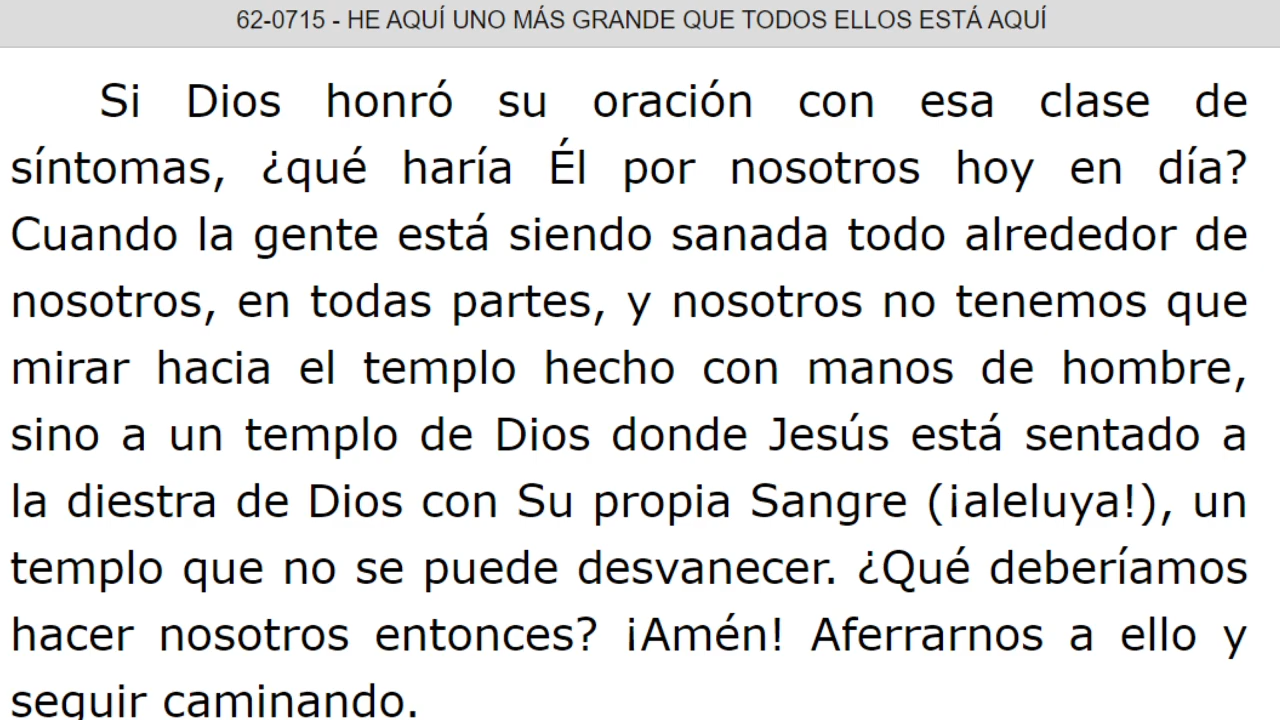 62-0715 - HE AQUÍ UNO MÁS GRANDE QUE TODOS ELLOS ESTÁ AQUÍ
Si Dios honró su oración con esa clase de
síntomas, ¿qué haría Él por nosotros hoy en día?
Cuando la gente está siendo sanada todo alrededor de
nosotros, en todas partes, y nosotros no tenemos que
mirar hacia el templo hecho con manos de hombre,
sino a un templo de Dios donde Jesús está sentado a
la diestra de Dios con Su propia Sangre (¡aleluya!), un
templo que no se puede desvanecer. ¿Qué deberíamos
hacer nosotros entonces? ¡Amén! Aferrarnos a ello y
seguir caminando.